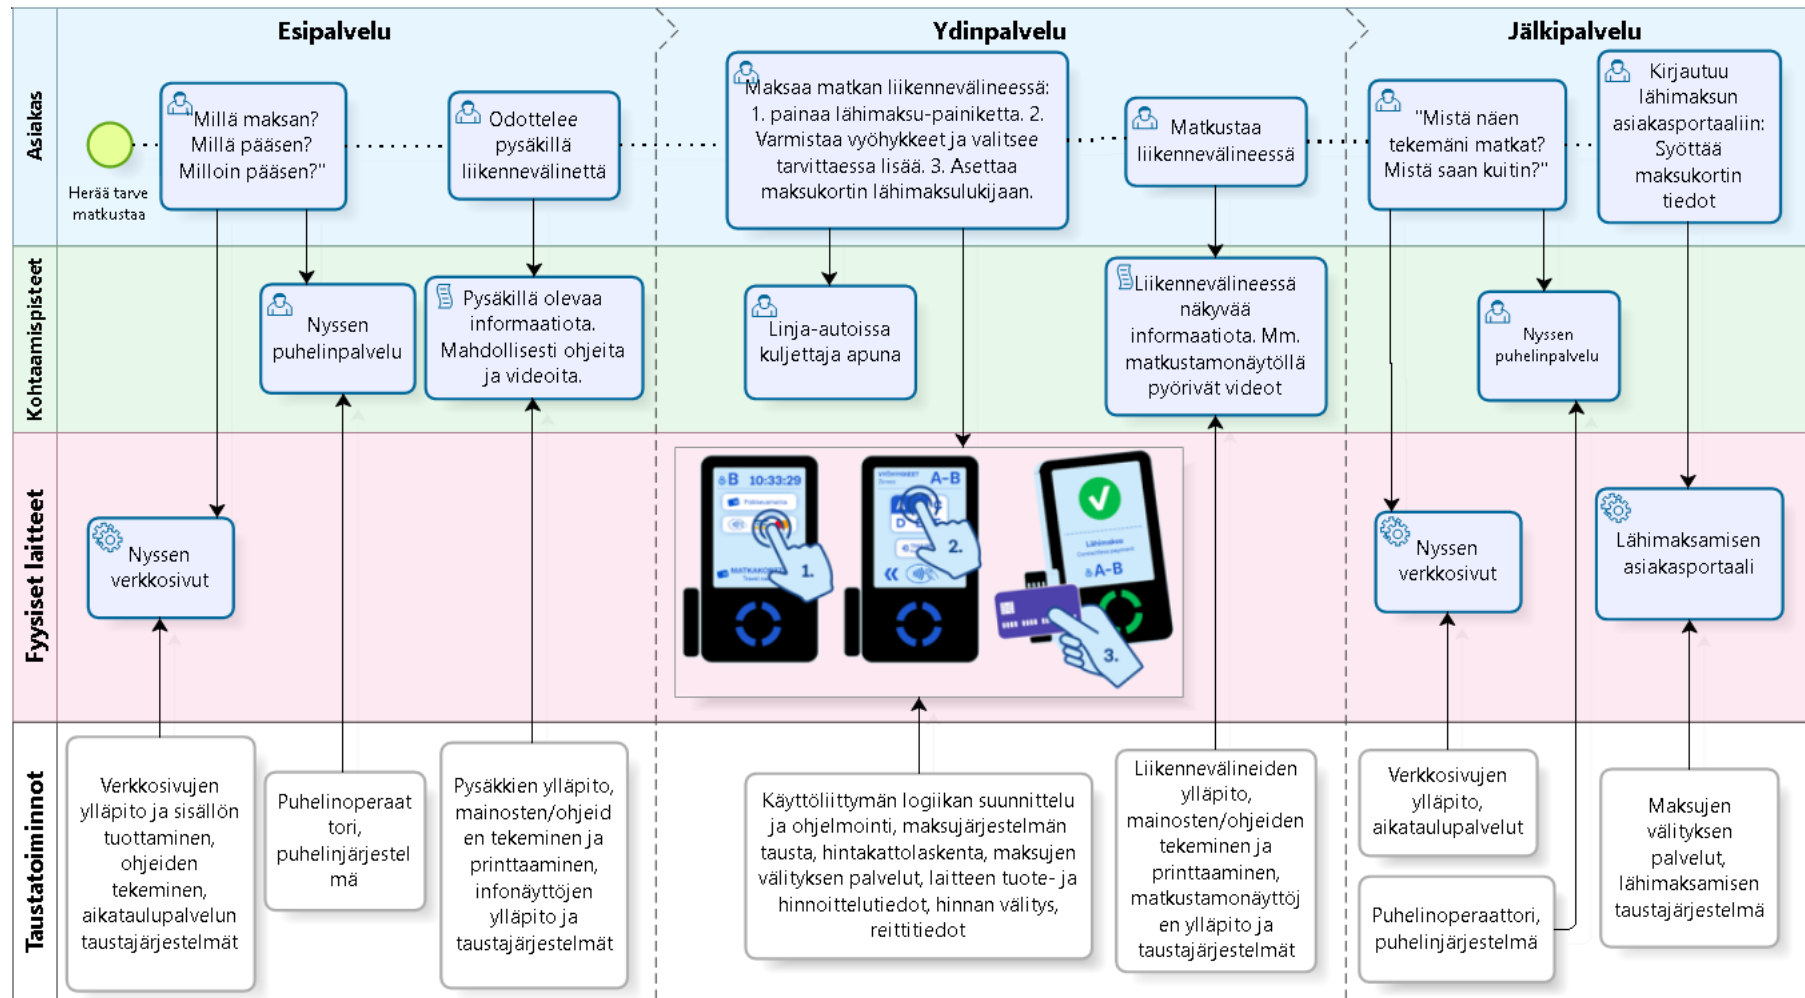 Esipalvelu
Ydinpalvelu
Jälkipalvelu
Asiakas
Herää tarve
matkustaa
"Millä maksan?
Millä pääsen?
Milloin pääsen?"
Odottelee
pysäkillä
liikennevälinettä
Maksaa matkan liikennevälineessä:
1. painaa lähimaksu-painiketta. 2.
Varmistaa vyöhykkeet ja valitsee
tarvittaessa lisää. 3. Asettaa
maksukortin lähimaksulukijaan.
Matkustaa
liikennevälineessä
"Mistä näen
tekemäni matkat?
Mistä saan kuitin?"
Kirjautuu
lähimaksun
asiakasportaaliin:
Syöttää
maksukortin
tiedot
Kohtaamispisteet
Nyssen
puhelinpalvelu
Pysäkillä olevaa
informaatiota.
Mahdollisesti ohjeita
ja videoita.
Linja-autoissa
kuljettaja apuna
Liikennevälineessä
näkyvää
informaatiota. Mm.
matkustamonäytöllä
pyörivät videot
Nyssen
puhelinpalvelu
Fyysiset laitteet
Nyssen
verkkosivut
B 10:33:29
1.
VYÖHYKKEET
Zones
A-B
C
D
2.
Lähimaksu
Contactless payment
A-B
3.
Nyssen
verkkosivut
Lähimaksamisen
asiakasportaali
Taustatoiminnot
Verkkosivujen
ylläpito ja sisällön
tuottaminen,
ohjeiden
tekeminen,
aikataulupalvelun
taustajärjestelmät
Puhelinoperaat
tori,
puhelinjärjestel
mä
Pysäkkien ylläpito,
mainosten/ohjeid
en tekeminen ja
printtaaminen,
infonäyttöjen
ylläpito ja
taustajärjestelmät
Käyttöliittymän logiikan suunnittelu
ja ohjelmointi, maksujärjestelmän
tausta, hintakattolaskenta, maksujen
välityksen palvelut, laitteen tuote- ja
hinnoittelutiedot, hinnan välitys,
reittitiedot
Liikennevälineiden
ylläpito,
mainosten/ohjeiden
tekeminen ja
printtaaminen,
matkustamonäyttöj
en ylläpito ja
taustajärjestelmät
Verkkosivujen
ylläpito,
aikataulupalvelut
Puhelinoperaattori,
puhelinjärjestelmä
Maksujen
välityksen
palvelut,
lähimaksamisen
taustajärjestelmä